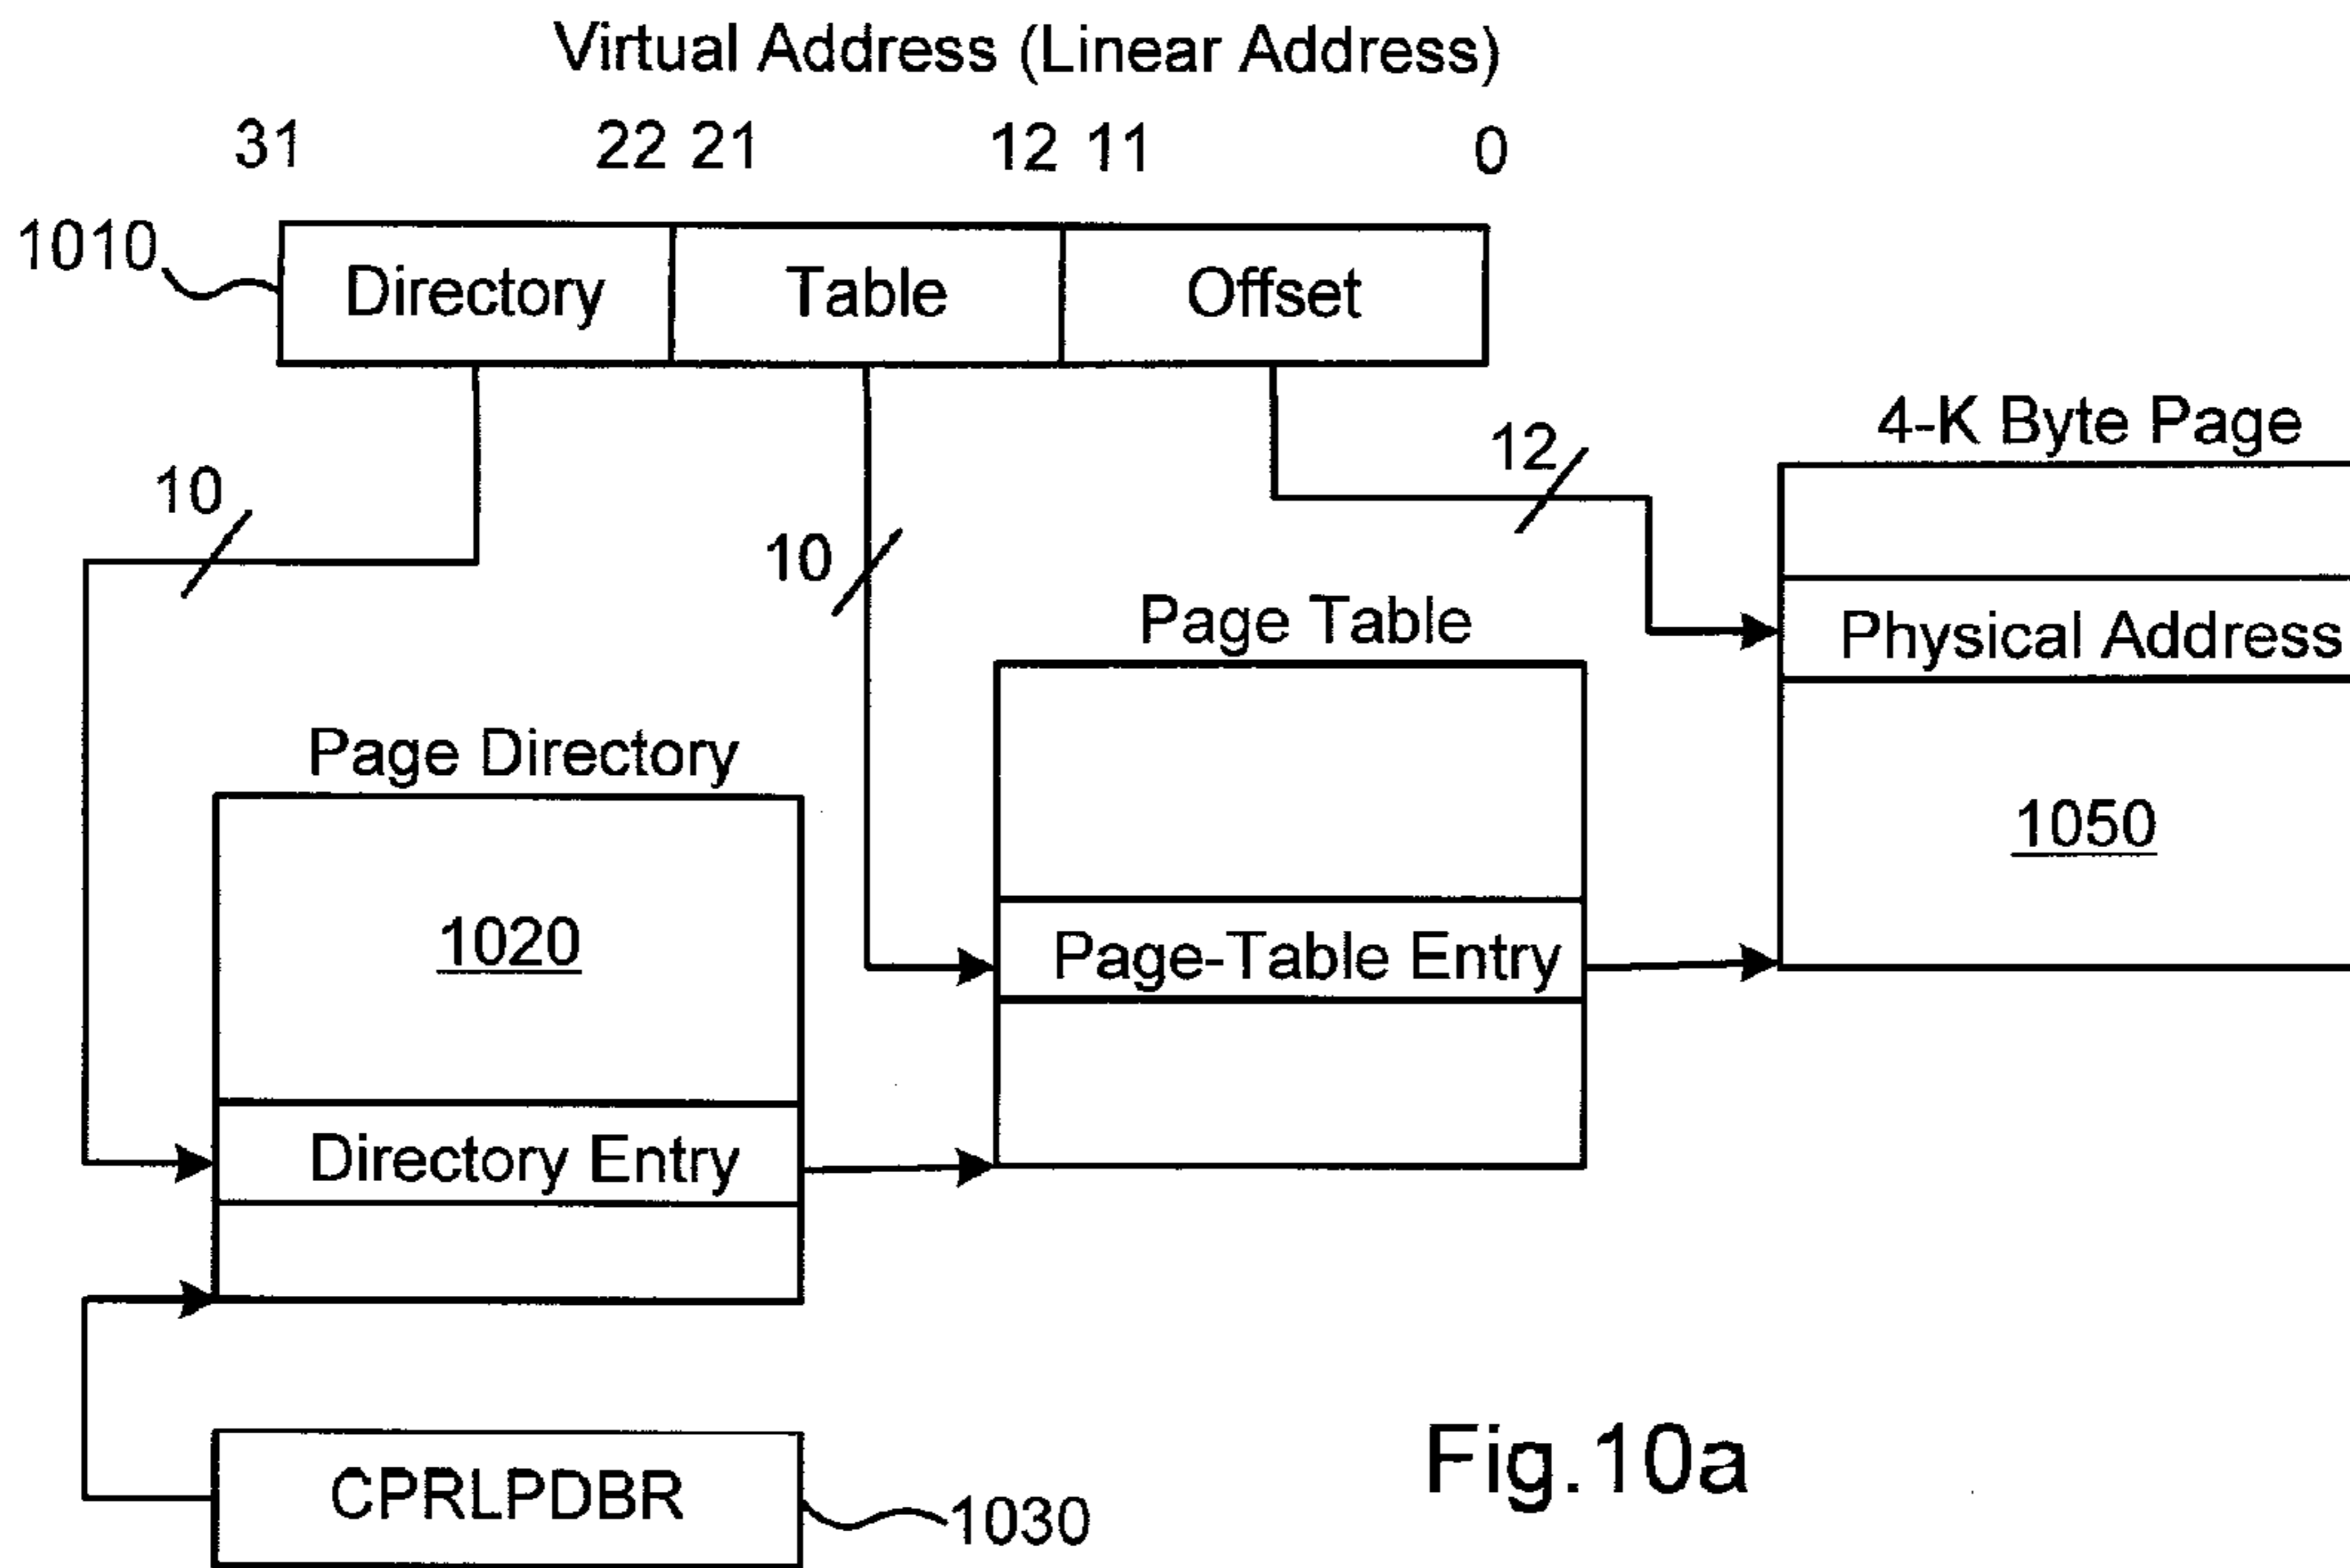 Virtual Address (Linear Address)
31 22 21 12 11 0
1010
Directory Table Offset
4-K Byte Page
12
10
10
Physical Address
Page Table
Page Directory
1050
1020
Page-Table Entry
Directory Entry
CPRLPDBR
1030
Fig.10a